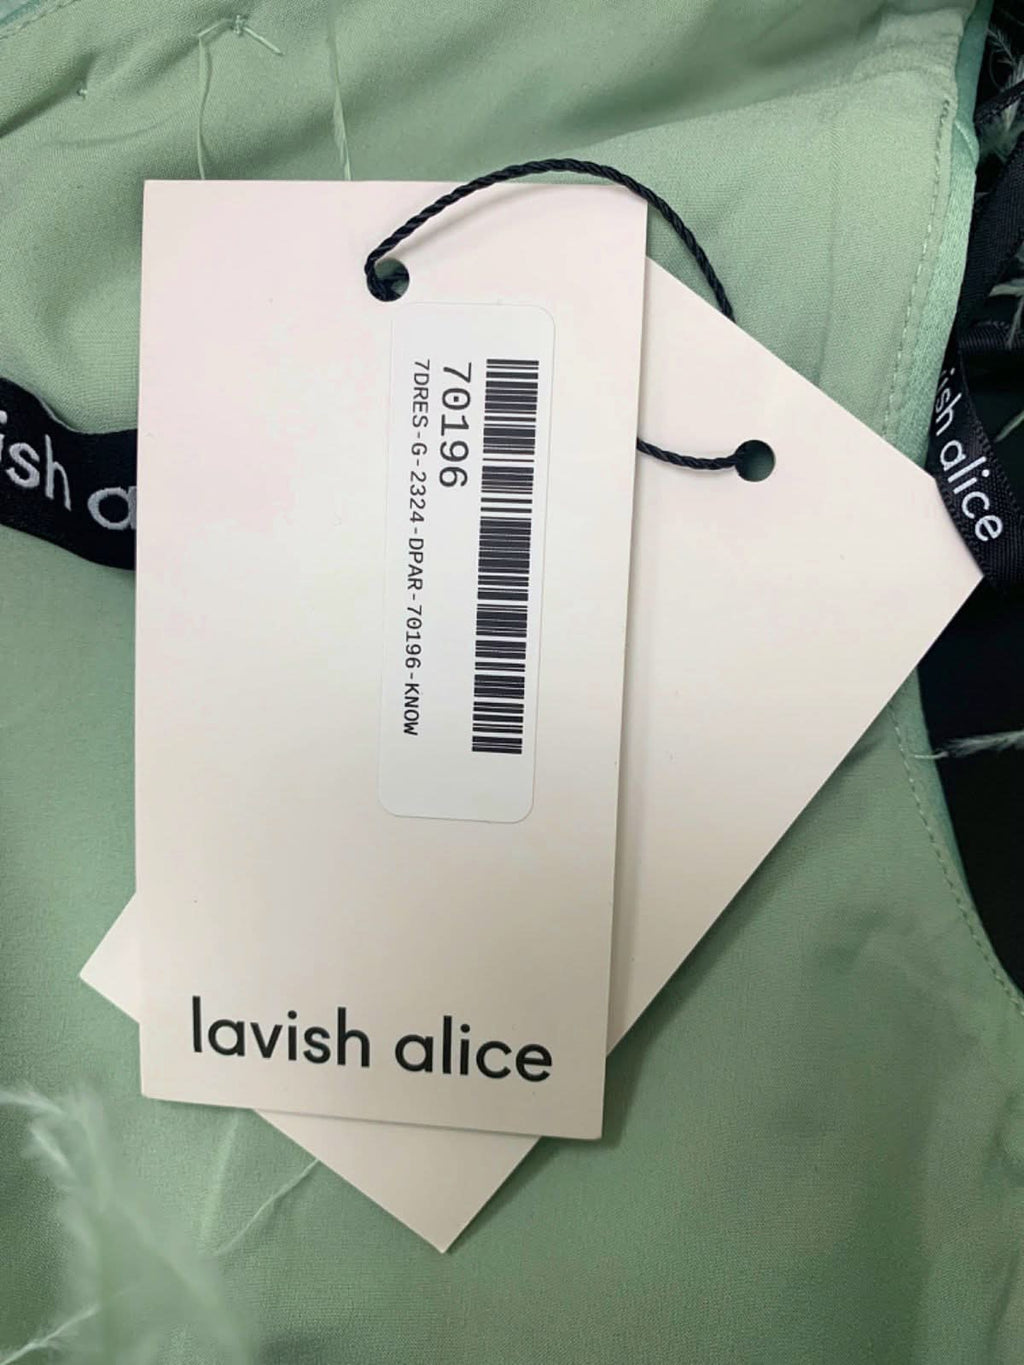 70196
7DRES-G-2324-DPAR-70196-KNOW
lavish alice
ish a
ish alice